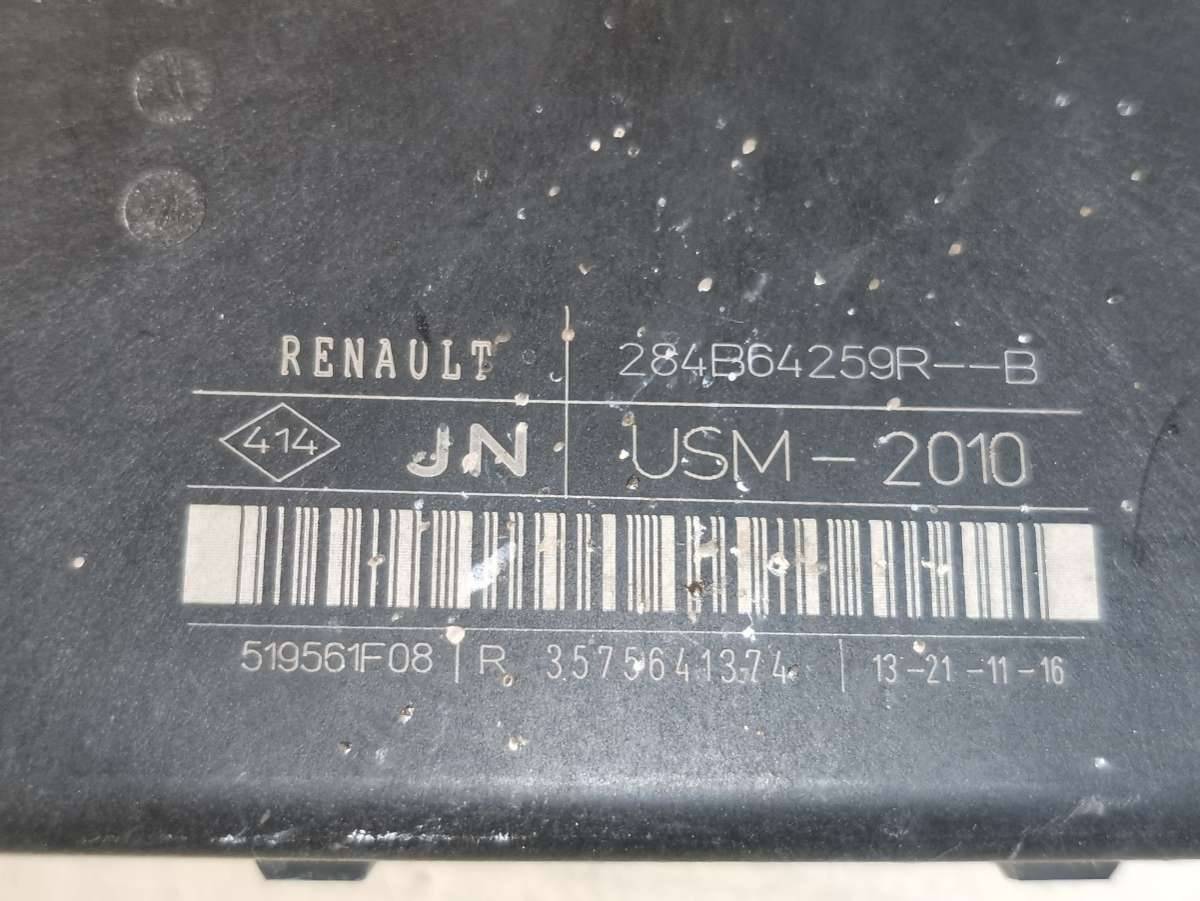 RENAULT 284B64259R--B
414 JN USM-2010
519561F08 R 3575641374 13-21-11-16